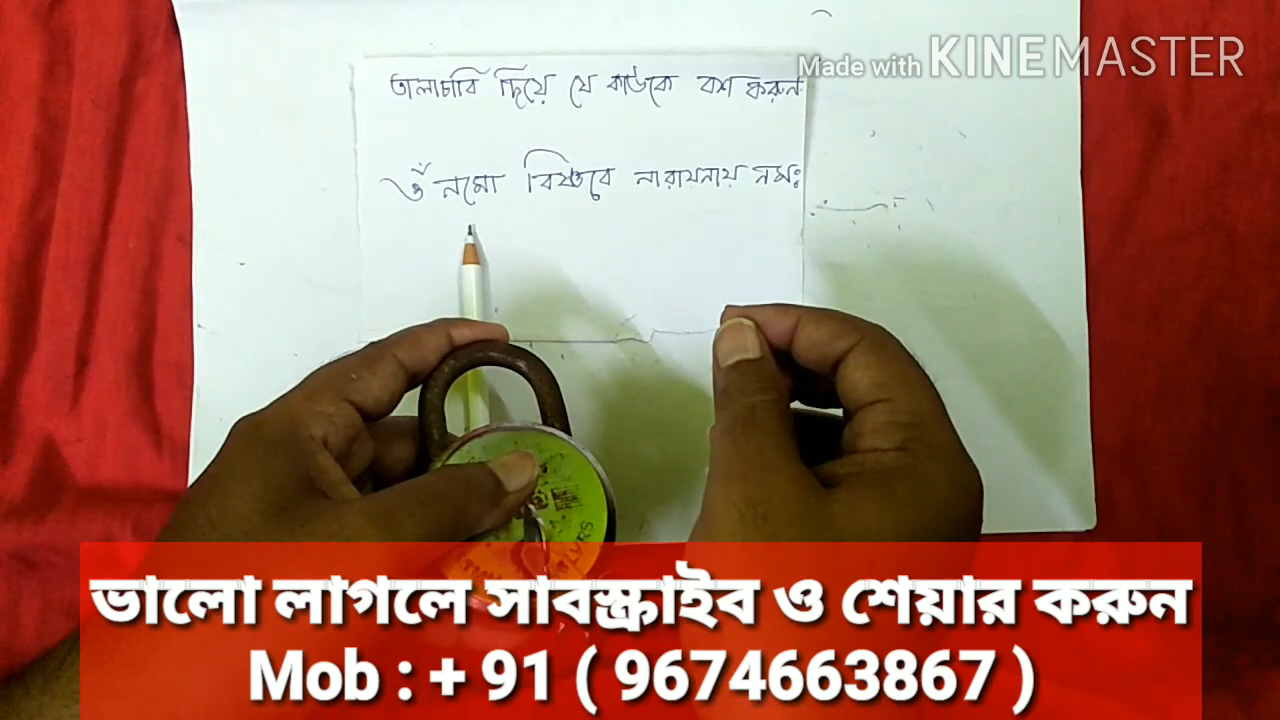 Made with KINEMASTER
তালাচাবি দিয়ে যে কাউকে বশ করুন
ওঁ নমো বিষ্ণবে নারায়নায় নমঃ
ভালো লাগলে সাবস্ক্রাইব ও শেয়ার করুন
Mob : + 91 ( 9674663867 )